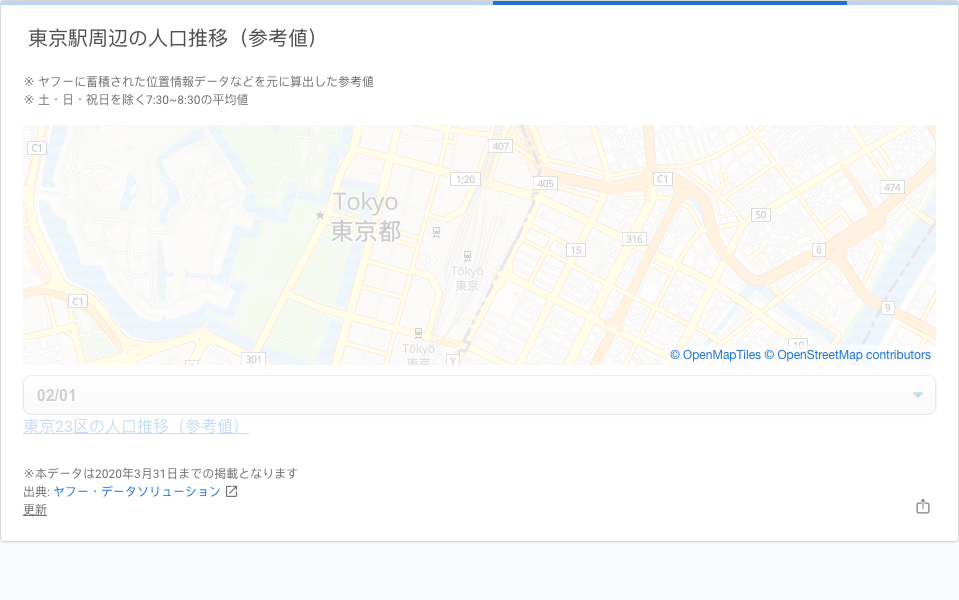 東京駅周辺の人口推移（参考値）
※ ヤフーに蓄積された位置情報データなどを元に算出した参考値
※ 土・日・祝日を除く7:30~8:30の平均値
C1
407
1;20
405
C1
474
Tokyo
東京都
50
316
15
6
Tōkyō
東京
C1
9
301
Tōkyō
東京
Y
10
© OpenMapTiles © OpenStreetMap contributors
02/01
東京23区の人口推移（参考値）
※本データは2020年3月31日までの掲載となります
出典: ヤフー・データソリューション
更新